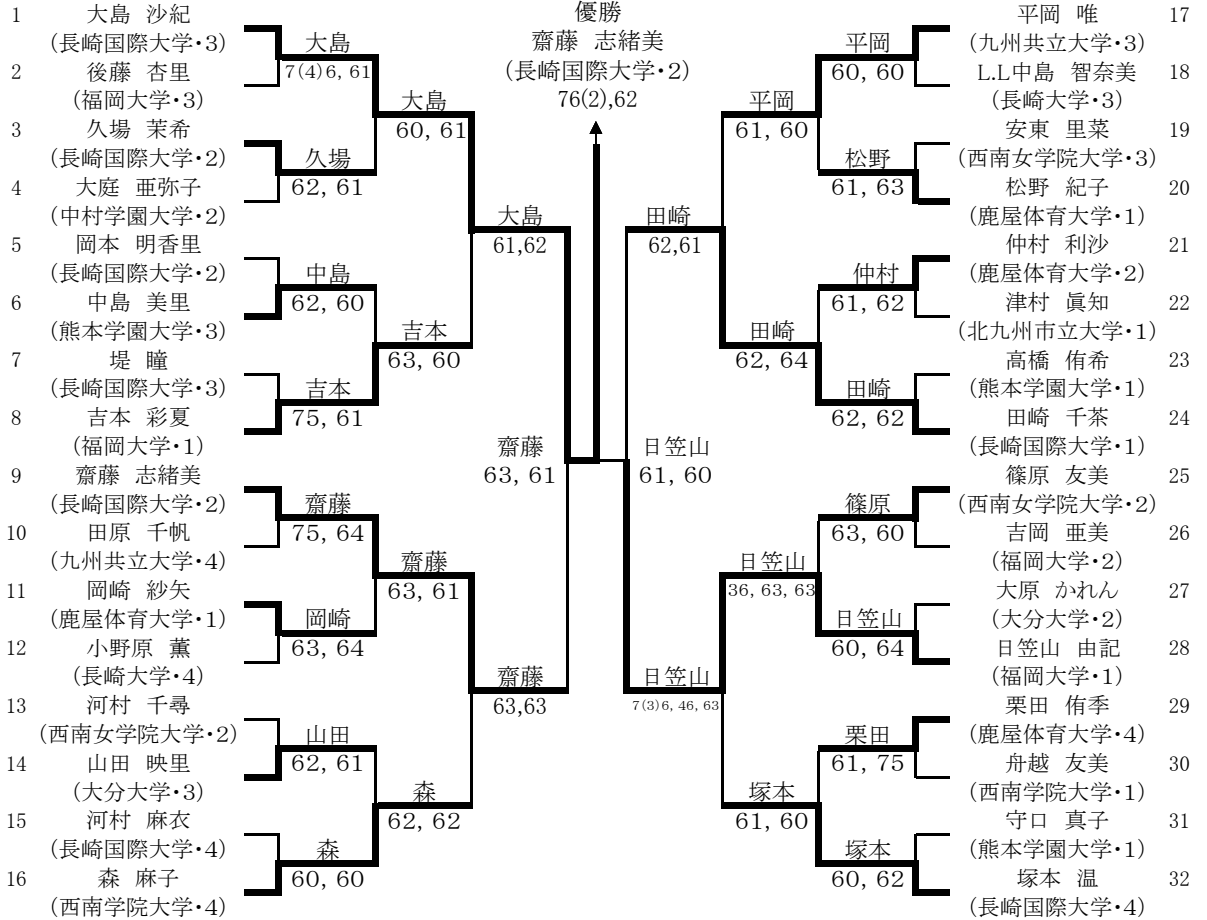 優勝
齋藤 志緒美
(長崎国際大学・2)
76(2),62
1 大島 沙紀
(長崎国際大学・3)
2 後藤 杏里
(福岡大学・3)
3 久場 茉希
(長崎国際大学・2)
4 大庭 亜弥子
(中村学園大学・2)
5 岡本 明香里
(長崎国際大学・2)
6 中島 美里
(熊本学園大学・3)
7 堤 瞳
(長崎国際大学・3)
8 吉本 彩夏
(福岡大学・1)
9 齋藤 志緒美
(長崎国際大学・2)
10 田原 千帆
(九州共立大学・4)
11 岡崎 紗矢
(鹿屋体育大学・1)
12 小野原 薫
(長崎大学・4)
13 河村 千尋
(西南女学院大学・2)
14 山田 映里
(大分大学・3)
15 河村 麻衣
(長崎国際大学・4)
16 森 麻子
(西南学院大学・4)
大島
7(4)6, 61
久場
62, 61
中島
62, 60
吉本
75, 61
齋藤
75, 64
岡崎
63, 64
山田
62, 61
森
60, 60
大島
60, 61
吉本
63, 60
齋藤
63, 61
森
62, 62
大島
61,62
齋藤
63,63
齋藤
63, 61
日笠山
61, 60
田崎
62,61
日笠山
7(3)6, 46, 63
平岡
61, 60
田崎
62, 64
日笠山
36, 63, 63
塚本
61, 60
平岡
60, 60
松野
61, 63
仲村
61, 62
田崎
62, 62
篠原
63, 60
日笠山
60, 64
栗田
61, 75
塚本
60, 62
平岡 唯 17
(九州共立大学・3)
L.L中島 智奈美 18
(長崎大学・3)
安東 里菜 19
(西南女学院大学・3)
松野 紀子 20
(鹿屋体育大学・1)
仲村 利沙 21
(鹿屋体育大学・2)
津村 眞知 22
(北九州市立大学・1)
高橋 侑希 23
(熊本学園大学・1)
田崎 千茶 24
(長崎国際大学・1)
篠原 友美 25
(西南女学院大学・2)
吉岡 亜美 26
(福岡大学・2)
大原 かれん 27
(大分大学・2)
日笠山 由記 28
(福岡大学・1)
栗田 侑季 29
(鹿屋体育大学・4)
舟越 友美 30
(西南学院大学・1)
守口 真子 31
(熊本学園大学・1)
塚本 温 32
(長崎国際大学・4)